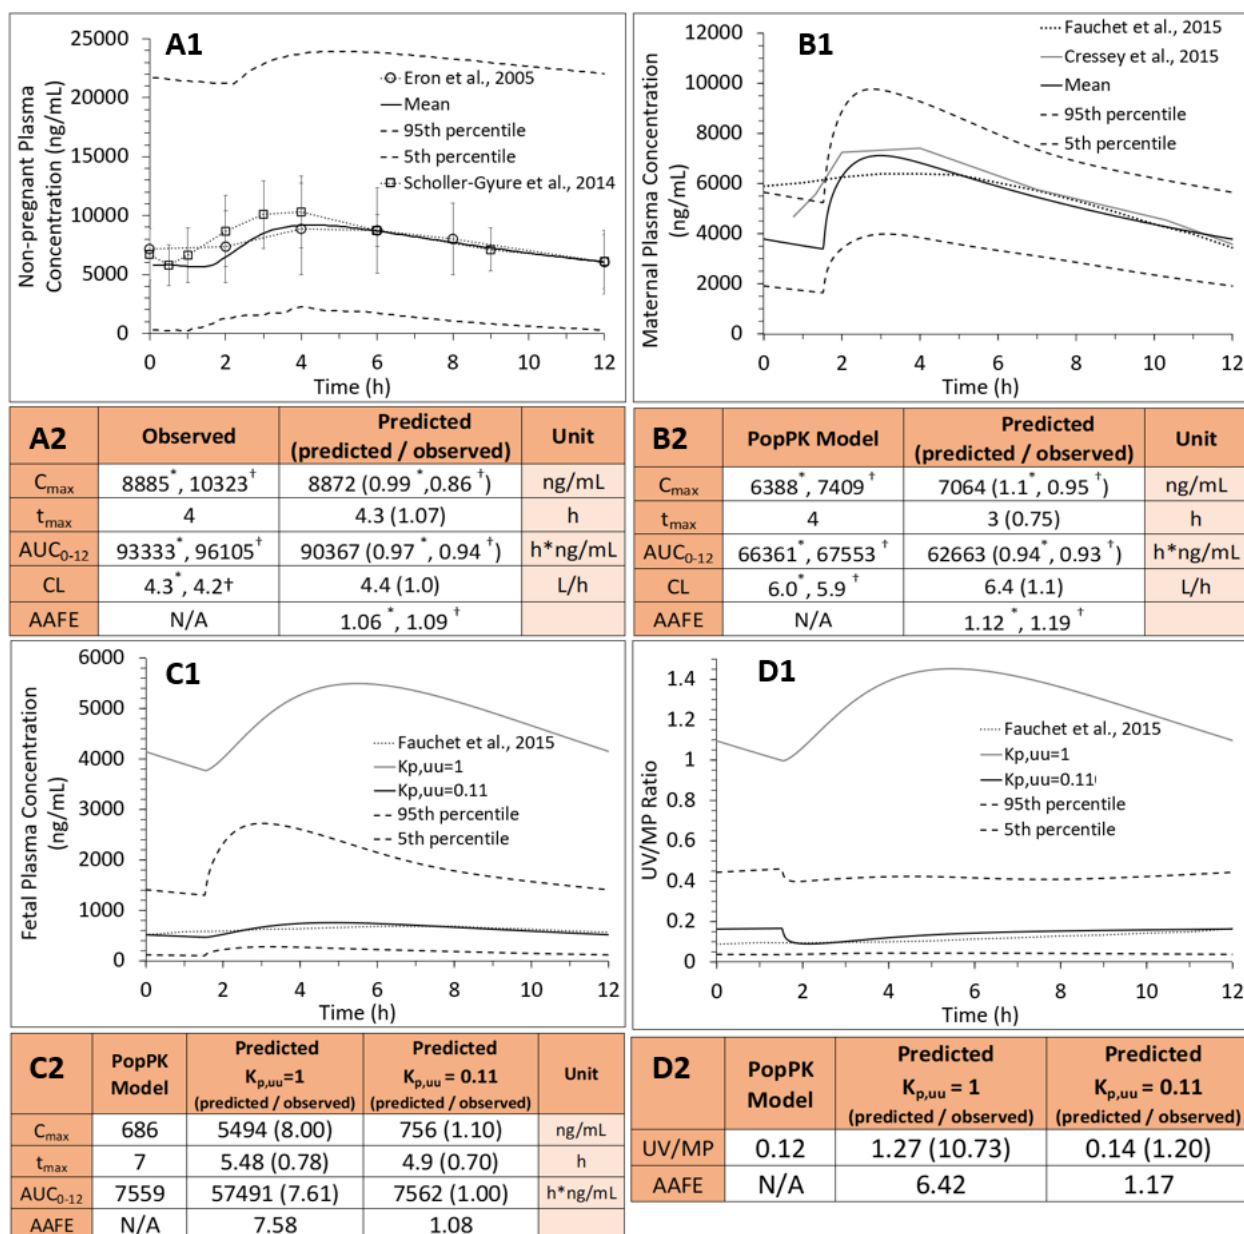 A1
25000
20000
15000
10000
5000
0
Non-pregnant Plasma
Concentration (ng/mL)
Eron et al., 2005
Mean
95th percentile
5th percentile
Scholler-Gyure et al., 2014
0 2 4 6 8 10 12
Time (h)
B1
12000
10000
8000
6000
4000
2000
0
Maternal Plasma Concentration
(ng/mL)
Fauchet et al., 2015
Cressey et al., 2015
Mean
95th percentile
5th percentile
0 2 4 6 8 10 12
Time (h)
A2 Observed Predicted (predicted / observed) Unit
Cmax 8885*, 10323† 8872 (0.99 *,0.86 †) ng/mL
tmax 4 4.3 (1.07) h
AUC0-12 93333*, 96105† 90367 (0.97 *, 0.94 †) h*ng/mL
CL 4.3*, 4.2† 4.4 (1.0) L/h
AAFE N/A 1.06 *, 1.09 †
B2 PopPK Model Predicted (predicted / observed) Unit
Cmax 6388*, 7409 † 7064 (1.1*, 0.95 †) ng/mL
tmax 4 3 (0.75) h
AUC0-12 66361*, 67553 † 62663 (0.94*, 0.93 †) h*ng/mL
CL 6.0*, 5.9 † 6.4 (1.1) L/h
AAFE N/A 1.12 *, 1.19 †
C1
6000
5000
4000
3000
2000
1000
0
Fetal Plasma Concentration
(ng/mL)
Fauchet et al., 2015
Kp,uu=1
Kp,uu=0.11
95th percentile
5th percentile
0 2 4 6 8 10 12
Time (h)
D1
1.4
1.2
1
0.8
0.6
0.4
0.2
0
UV/MP Ratio
Fauchet et al., 2015
Kp,uu=1
Kp,uu=0.11
95th percentile
5th percentile
0 2 4 6 8 10 12
Time (h)
C2 PopPK Model Predicted Kp,uu=1 (predicted / observed) Predicted Kp,uu = 0.11 (predicted / observed) Unit
Cmax 686 5494 (8.00) 756 (1.10) ng/mL
tmax 7 5.48 (0.78) 4.9 (0.70) h
AUC0-12 7559 57491 (7.61) 7562 (1.00) h*ng/mL
AAFE N/A 7.58 1.08
D2 PopPK Model Predicted Kp,uu = 1 (predicted / observed) Predicted Kp,uu = 0.11 (predicted / observed)
UV/MP 0.12 1.27 (10.73) 0.14 (1.20)
AAFE N/A 6.42 1.17